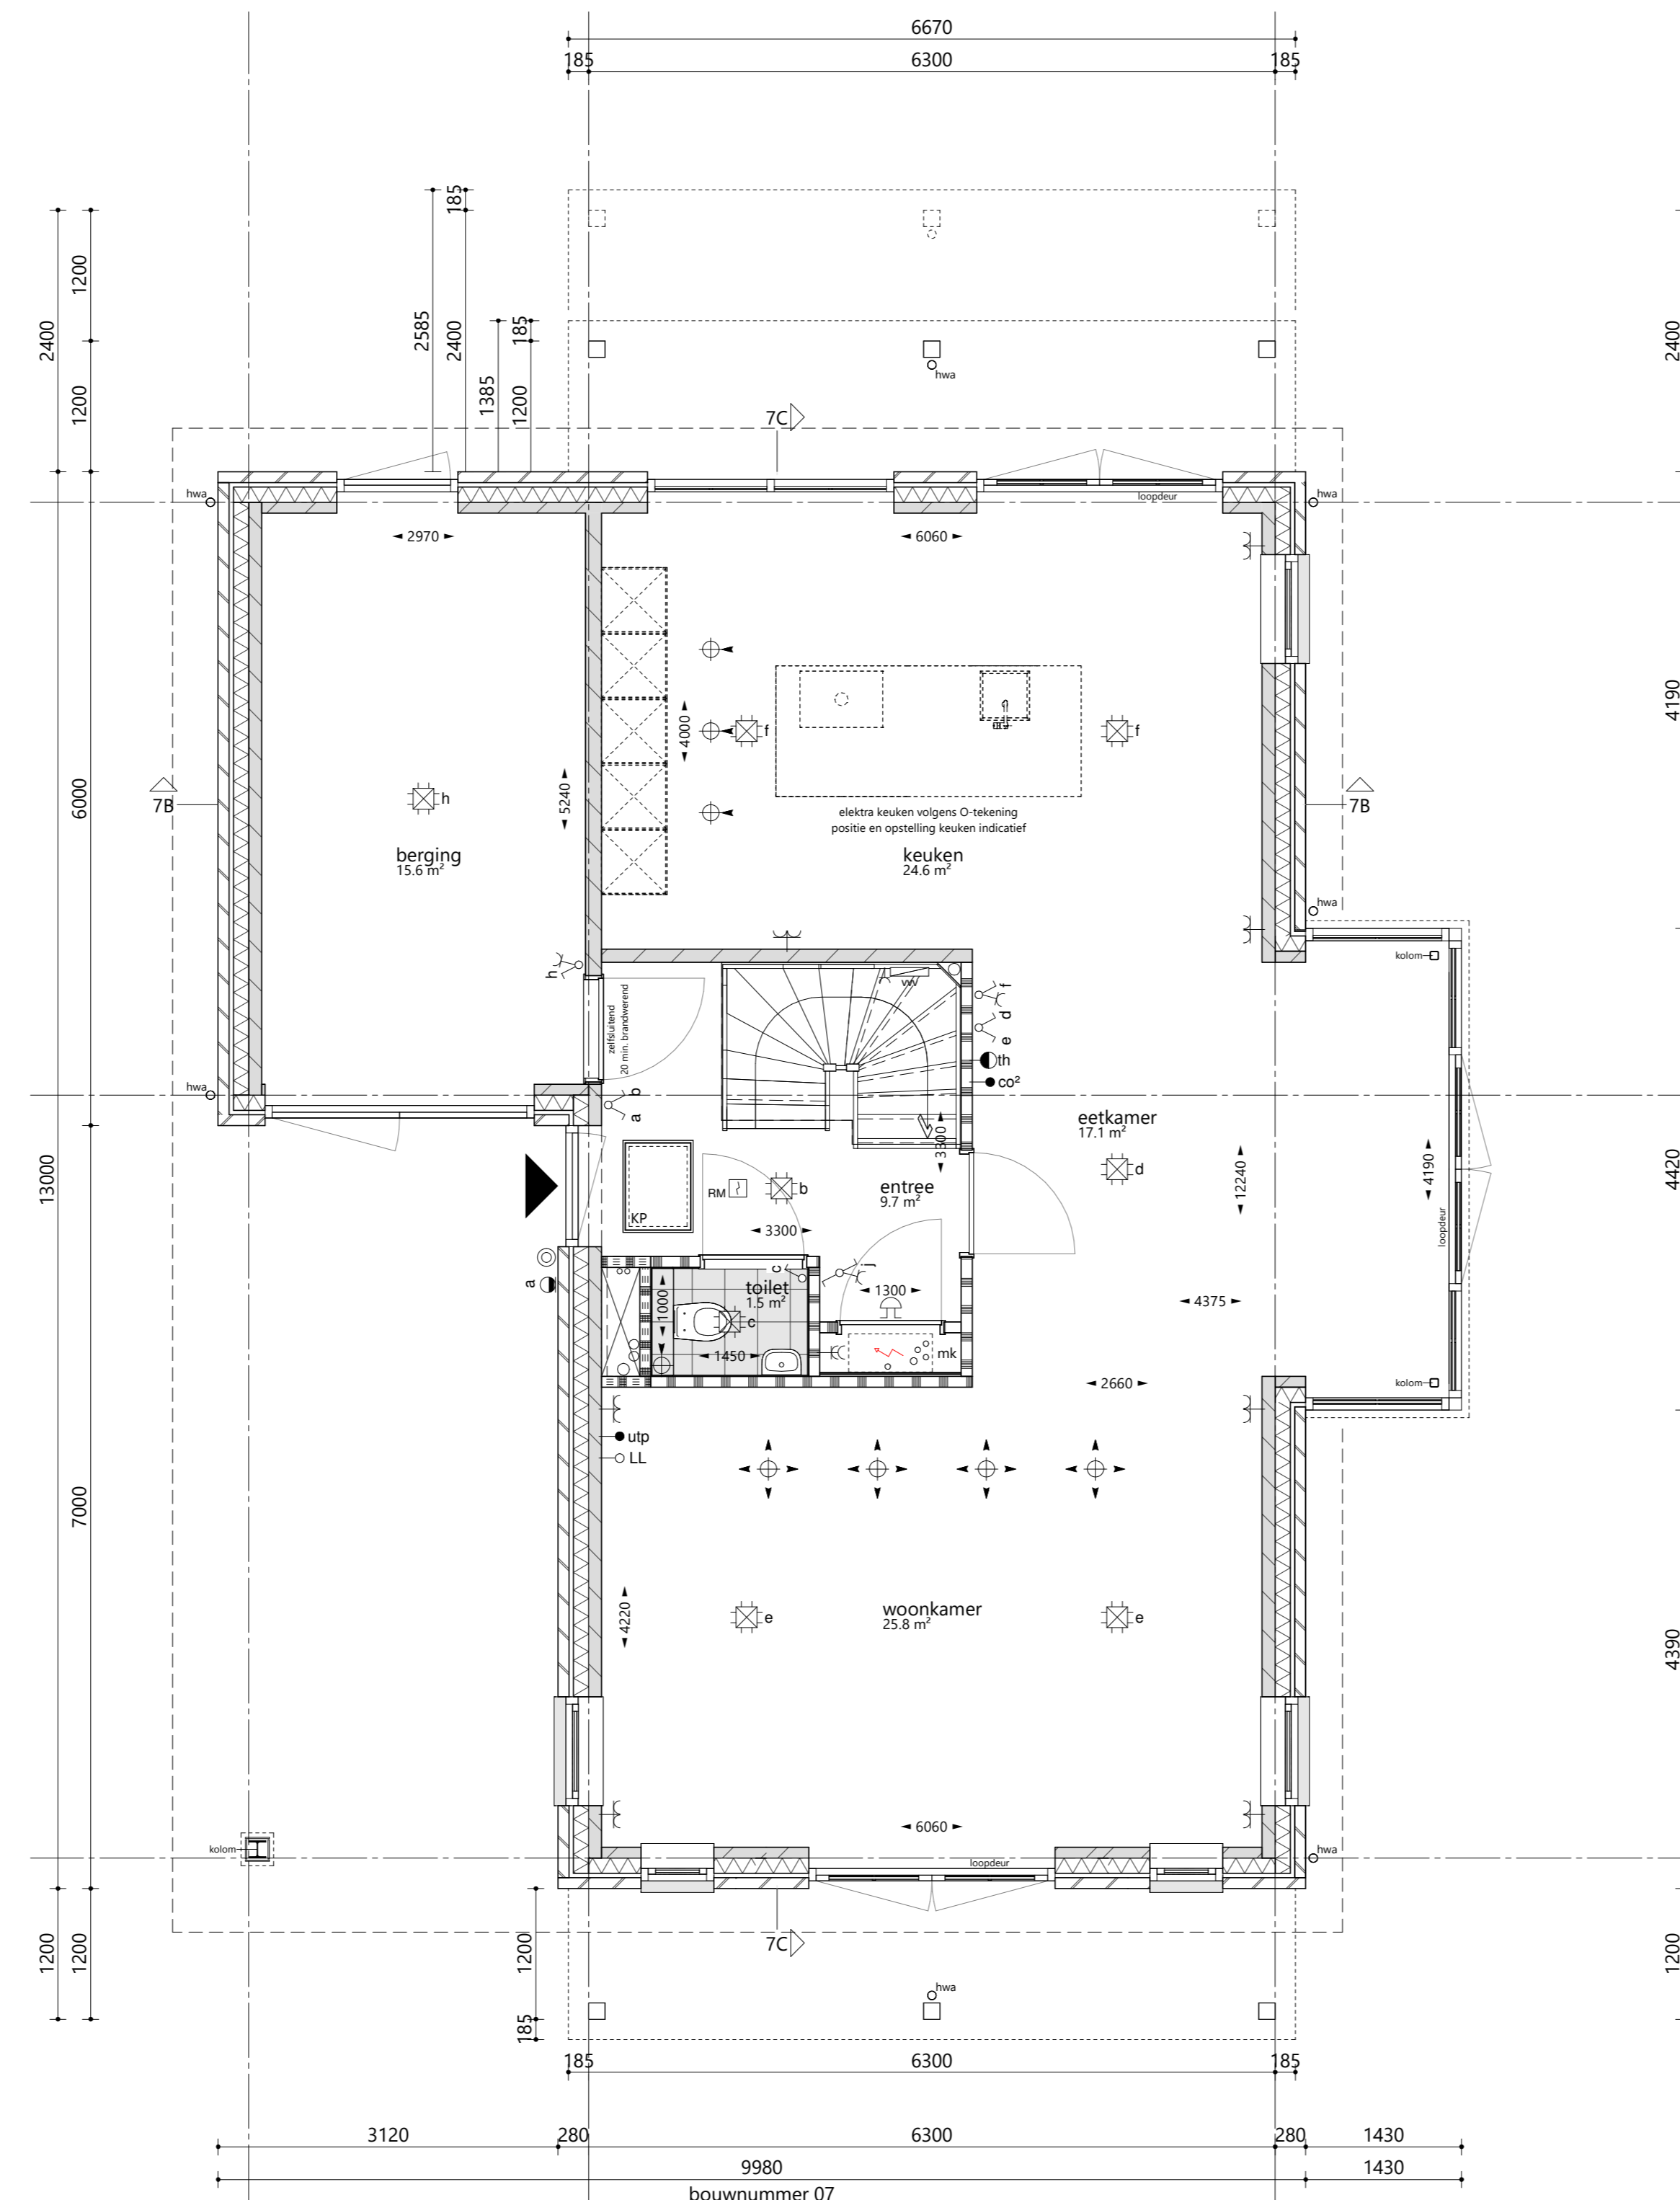 6670
185
6300
185
2400
1200
1200
2585
185
2400
1385
185
1200
2400
hwa
7C
hwa
loopdeur
hwa
2970
6060
4190
4000
f
f
7B
6000
h
5240
elektra keuken volgens O-tekening
positie en opstelling keuken indicatief
7B
berging
15.6 m²
keuken
24.6 m²
hwa
kolom
h
vvv
f
zelfsluitend
20 min. brandwerend
d
e
th
co²
hwa
b
a
eetkamer
17.1 m²
3300
13000
d
12240
4190
4420
RM
b
entree
9.7 m²
KP
3300
loopdeur
a
c
j
toilet
1.5 m²
1300
4375
1000
c
1450
mk
2660
kolom
utp
LL
7000
4220
e
woonkamer
25.8 m²
e
4390
6060
kolom
loopdeur
hwa
7C
1200
1200
1200
1200
hwa
185
185
6300
185
3120
280
6300
280
1430
9980
1430
bouwnummer 07